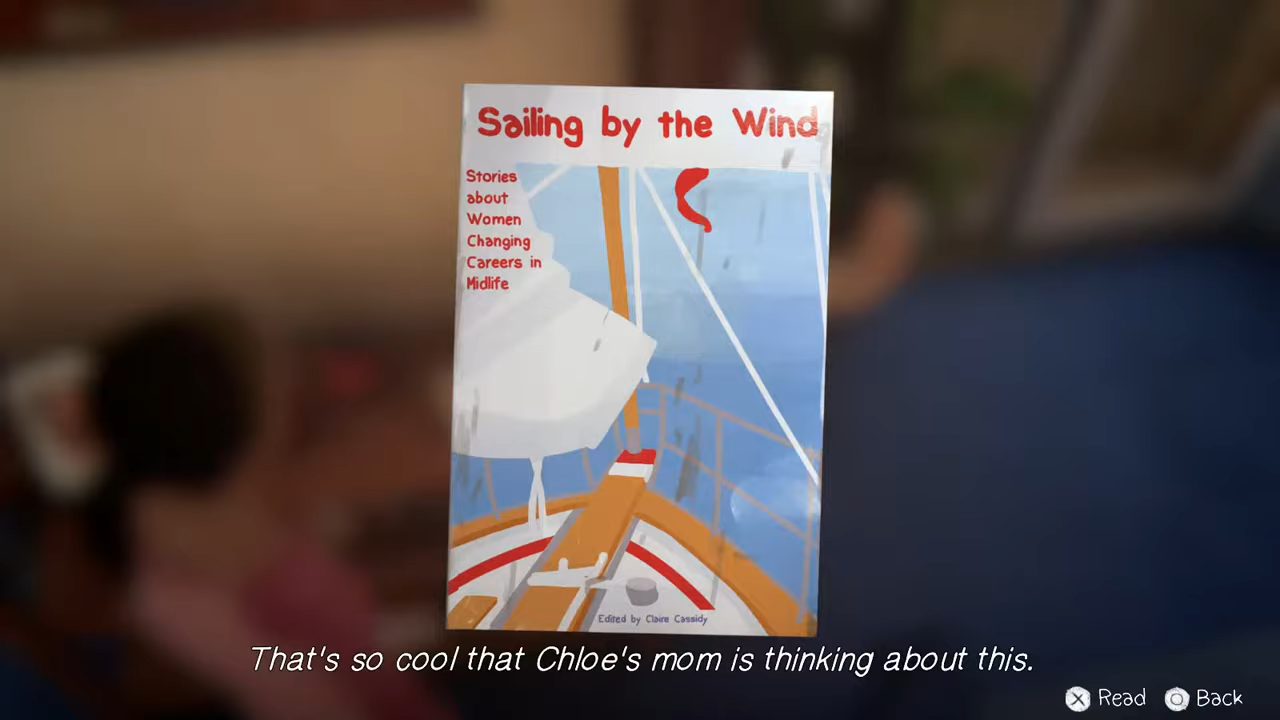 Sailing by the Wind
Stories
about
Women
Changing
Careers in
Midlife
Edited by Claire Cassidy
That's so cool that Chloe's mom is thinking about this.
Read Back